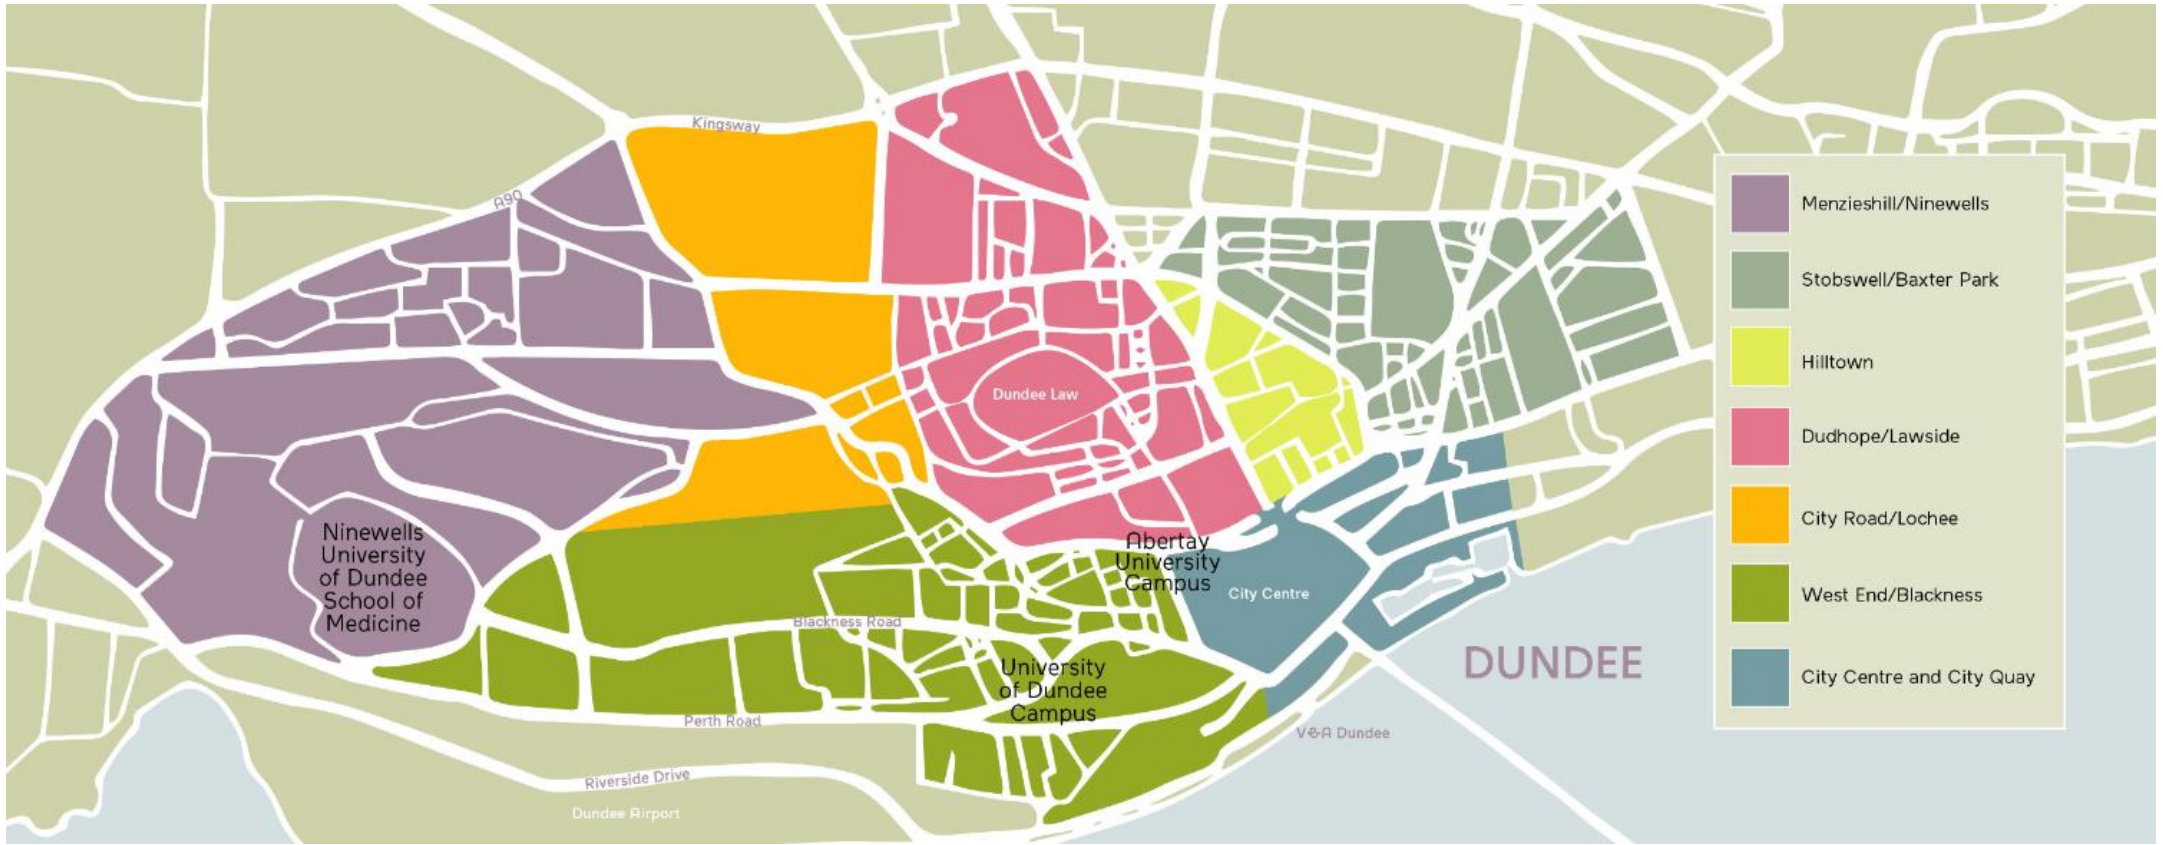 Kingsway
A90
Menzieshill/Ninewells
Stobswell/Baxter Park
Hilltown
Dudhope/Lawside
City Road/Lochee
West End/Blackness
City Centre and City Quay
Dundee Law
Ninewells
University
of Dundee
School of
Medicine
Abertay
University
Campus
City Centre
Blackness Road
University
of Dundee
Campus
DUNDEE
Perth Road
V&A Dundee
Riverside Drive
Dundee Airport